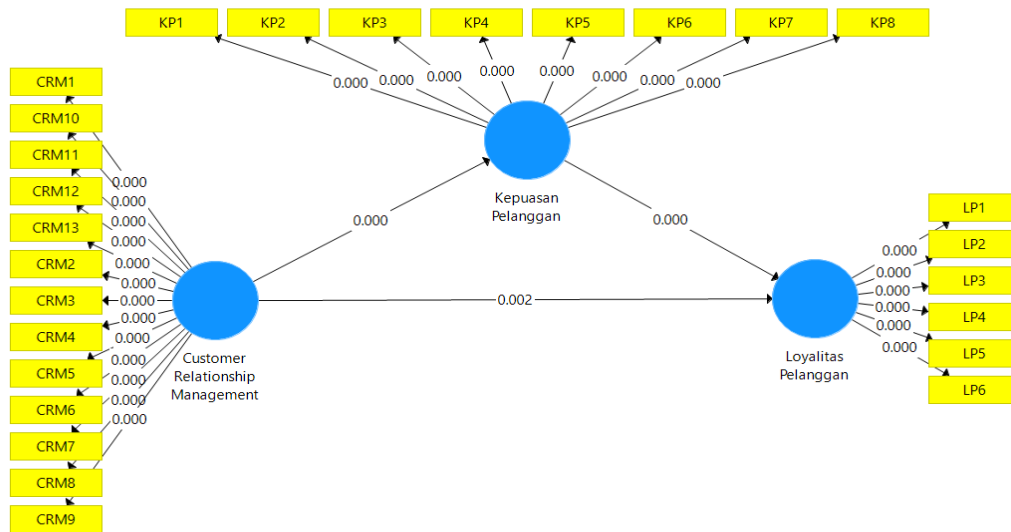 KP1
KP2
KP3
KP4
KP5
KP6
KP7
KP8
0.000
0.000
0.000
0.000
0.000
0.000
0.000
0.000
CRM1
CRM10
CRM11
CRM12
CRM13
CRM2
CRM3
CRM4
CRM5
CRM6
CRM7
CRM8
CRM9
0.000
0.000
0.000
0.000
0.000
0.000
0.000
0.000
0.000
0.000
0.000
0.000
0.000
Customer
Relationship
Management
0.000
Kepuasan
Pelanggan
0.000
0.002
Loyalitas
Pelanggan
0.000
0.000
0.000
0.000
0.000
0.000
LP1
LP2
LP3
LP4
LP5
LP6